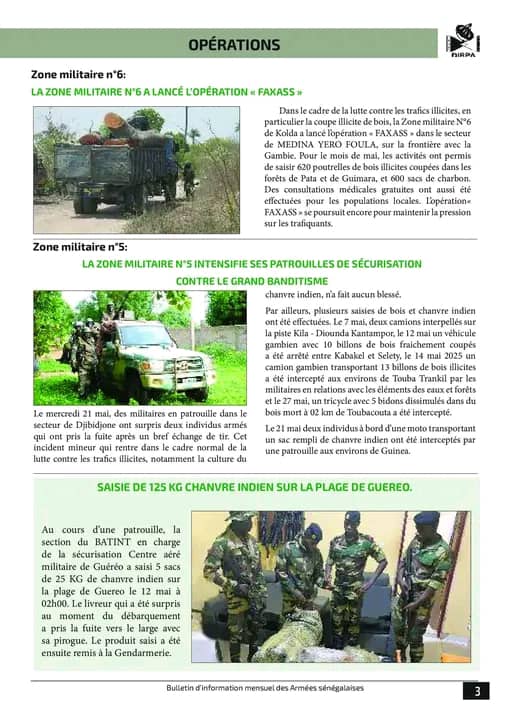 OPÉRATIONS
DIRPA
Zone militaire n°6:
LA ZONE MILITAIRE N°6 A LANCÉ L'OPÉRATION « FAXASS »
Dans le cadre de la lutte contre les trafics illicites, en
particulier la coupe illicite de bois, la Zone militaire N°6
de Kolda a lancé l'opération « FAXASS » dans le secteur
de MEDINA YERO FOULA, sur la frontière avec la
Gambie. Pour le mois de mai, les activités ont permis
de saisir 620 poutrelles de bois illicites coupées dans les
forêts de Pata et de Guimara, et 600 sacs de charbon.
Des consultations médicales gratuites ont aussi été
effectuées pour les populations locales. L'opération«
FAXASS » se poursuit encore pour maintenir la pression
sur les trafiquants.
Zone militaire n°5:
LA ZONE MILITAIRE N°5 INTENSIFIE SES PATROUILLES DE SÉCURISATION
CONTRE LE GRAND BANDITISME
Le mercredi 21 mai, des militaires en patrouille dans le
secteur de Djibidjone ont surpris deux individus armés
qui ont pris la fuite après un bref échange de tir. Cet
incident mineur qui rentre dans le cadre normal de la
lutte contre les trafics illicites, notamment la culture du
chanvre indien, n'a fait aucun blessé.
Par ailleurs, plusieurs saisies de bois et chanvre indien
ont été effectuées. Le 7 mai, deux camions interpellés sur
la piste Kila - Diounda Kantampor, le 12 mai un véhicule
gambien avec 10 billons de bois fraichement coupés
a été arrêté entre Kabakel et Selety, le 14 mai 2025 un
camion gambien transportant 13 billons de bois illicites
a été intercepté aux environs de Touba Trankil par les
militaires en relations avec les éléments des eaux et forêts
et le 27 mai, un tricycle avec 5 bidons dissimulés dans du
bois mort à 02 km de Toubacouta a été intercepté.
Le 21 mai deux individus à bord d'une moto transportant
un sac rempli de chanvre indien ont été interceptés par
une patrouille aux environs de Guinea.
SAISIE DE 125 KG CHANVRE INDIEN SUR LA PLAGE DE GUEREO.
Au cours d'une patrouille, la
section du BATINT en charge
de la sécurisation Centre aéré
militaire de Guéréo a saisi 5 sacs
de 25 KG de chanvre indien sur
la plage de Guereo le 12 mai à
02h00. Le livreur qui a été surpris
au moment du débarquement
a pris la fuite vers le large avec
sa pirogue. Le produit saisi a été
ensuite remis à la Gendarmerie.
Bulletin d'information mensuel des Armées sénégalaises
3